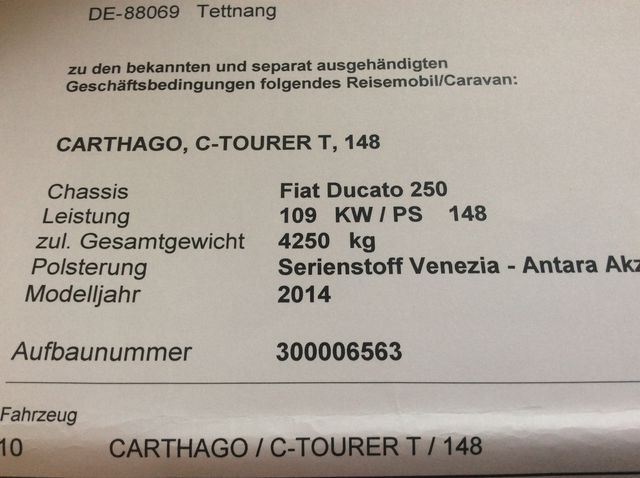 DE-88069 Tettnang
zu den bekannten und separat ausgehändigten
Geschäftsbedingungen folgendes Reisemobil/Caravan:
CARTHAGO, C-TOURER T, 148
Chassis Fiat Ducato 250
Leistung 109 KW / PS 148
zul. Gesamtgewicht 4250 kg
Polsterung Serienstoff Venezia - Antara Akz
Modelljahr 2014
Aufbaunummer 300006563
Fahrzeug
10 CARTHAGO / C-TOURER T / 148